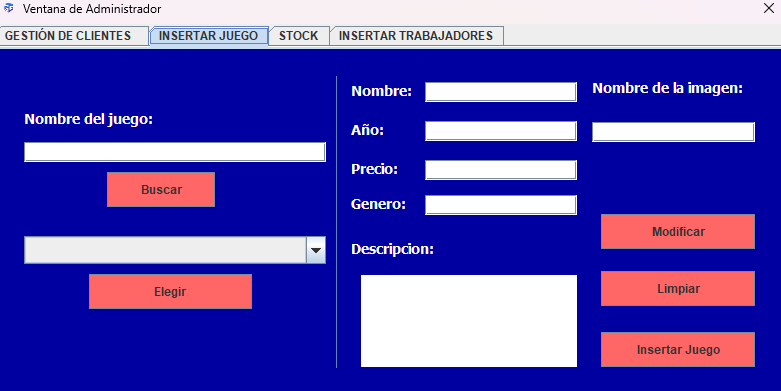 Ventana de Administrador
GESTIÓN DE CLIENTES
INSERTAR JUEGO
STOCK
INSERTAR TRABAJADORES
Nombre del juego:
Buscar
Elegir
Nombre:
Año:
Precio:
Genero:
Descripcion:
Nombre de la imagen:
Modificar
Limpiar
Insertar Juego